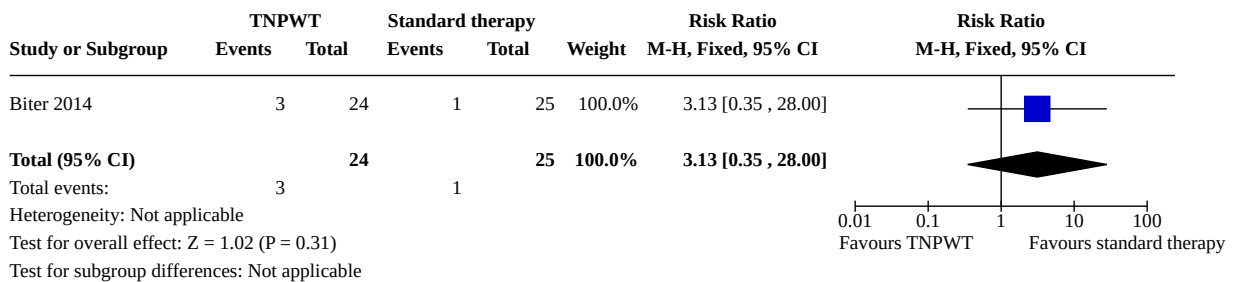 TNPWT Standard therapy Risk Ratio Risk Ratio
Study or Subgroup Events Total Events Total Weight M-H, Fixed, 95% CI M-H, Fixed, 95% CI
Biter 2014 3 24 1 25 100.0% 3.13 [0.35 , 28.00]
Total (95% CI) 24 25 100.0% 3.13 [0.35 , 28.00]
Total events: 3 1
Heterogeneity: Not applicable
0.01 0.1 1 10 100
Test for overall effect: Z = 1.02 (P = 0.31) Favours TNPWT Favours standard therapy
Test for subgroup differences: Not applicable